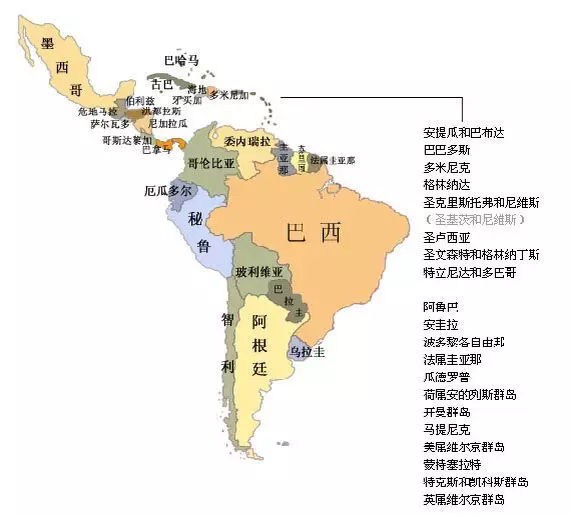 墨西哥
巴哈马
古巴
海地
多米尼加
牙买加
伯利兹
危地马拉
洪都拉斯
萨尔瓦多
尼加拉瓜
哥斯达黎加
巴拿马
委内瑞拉
圭亚那
苏里南
法属圭亚那
哥伦比亚
厄瓜多尔
秘鲁
巴西
玻利维亚
巴拉圭
智利
阿根廷
乌拉圭
安提瓜和巴布达
巴巴多斯
多米尼克
格林纳达
圣克里斯托弗和尼维斯
(圣基茨和尼维斯)
圣卢西亚
圣文森特和格林纳丁斯
特立尼达和多巴哥
阿鲁巴
安圭拉
波多黎各自由邦
法属圭亚那
瓜德罗普
荷属安的列斯群岛
开曼群岛
马提尼克
美属维尔京群岛
蒙特塞拉特
特克斯和凯科斯群岛
英属维尔京群岛